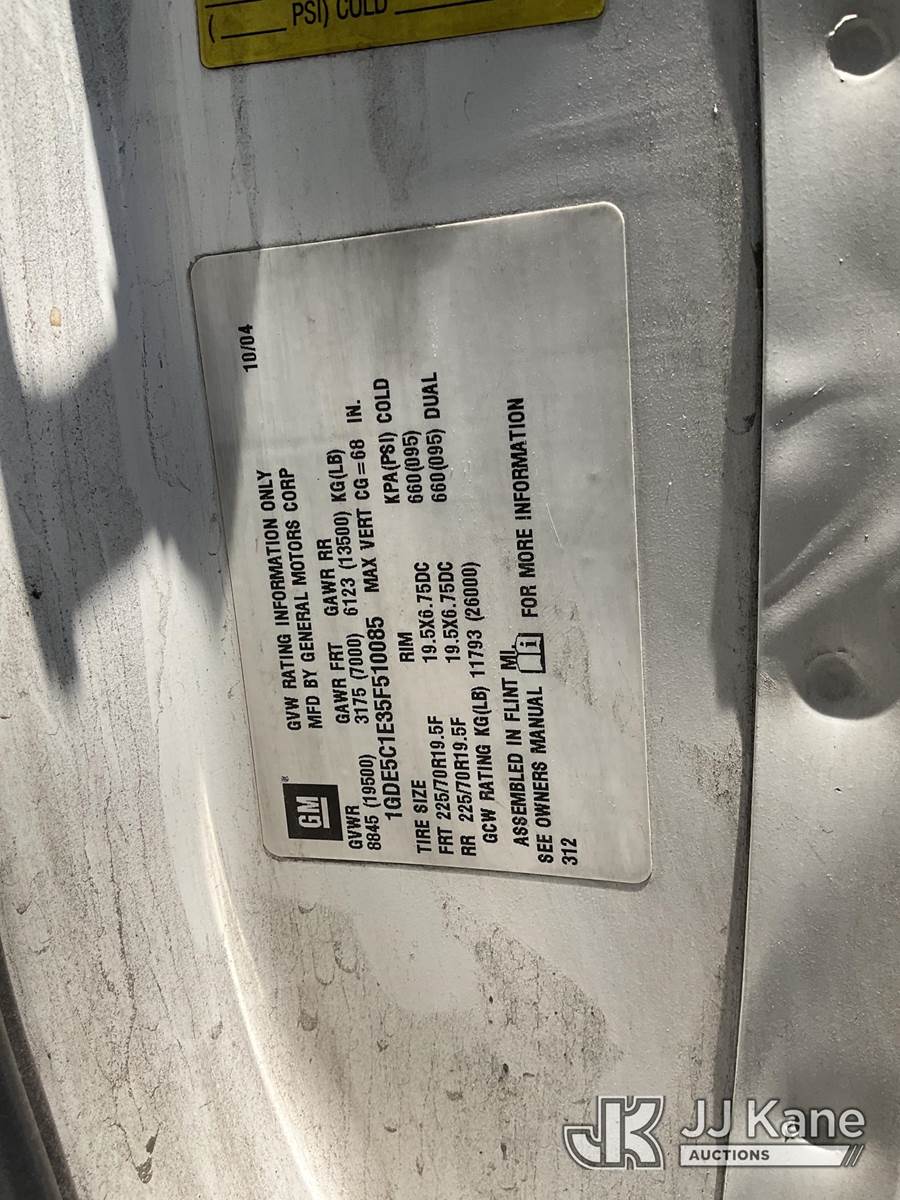 ( ____ PSI) COLD ____
10/04
GM®
GVW RATING INFORMATION ONLY
MFD BY GENERAL MOTORS CORP
GVWR GAWR FRT GAWR RR
8845 (19500) 3175 (7000) 6123 (13500) KG(LB)
1GDE5C1E35F510085 MAX VERT CG=68 IN.
TIRE SIZE RIM KPA(PSI) COLD
FRT 225/70R19.5F 19.5X6.75DC 660(095)
RR 225/70R19.5F 19.5X6.75DC 660(095) DUAL
GCW RATING KG(LB) 11793 (26000)
ASSEMBLED IN FLINT MI.
SEE OWNERS MANUAL i FOR MORE INFORMATION
312
JK JJ Kane
AUCTIONS